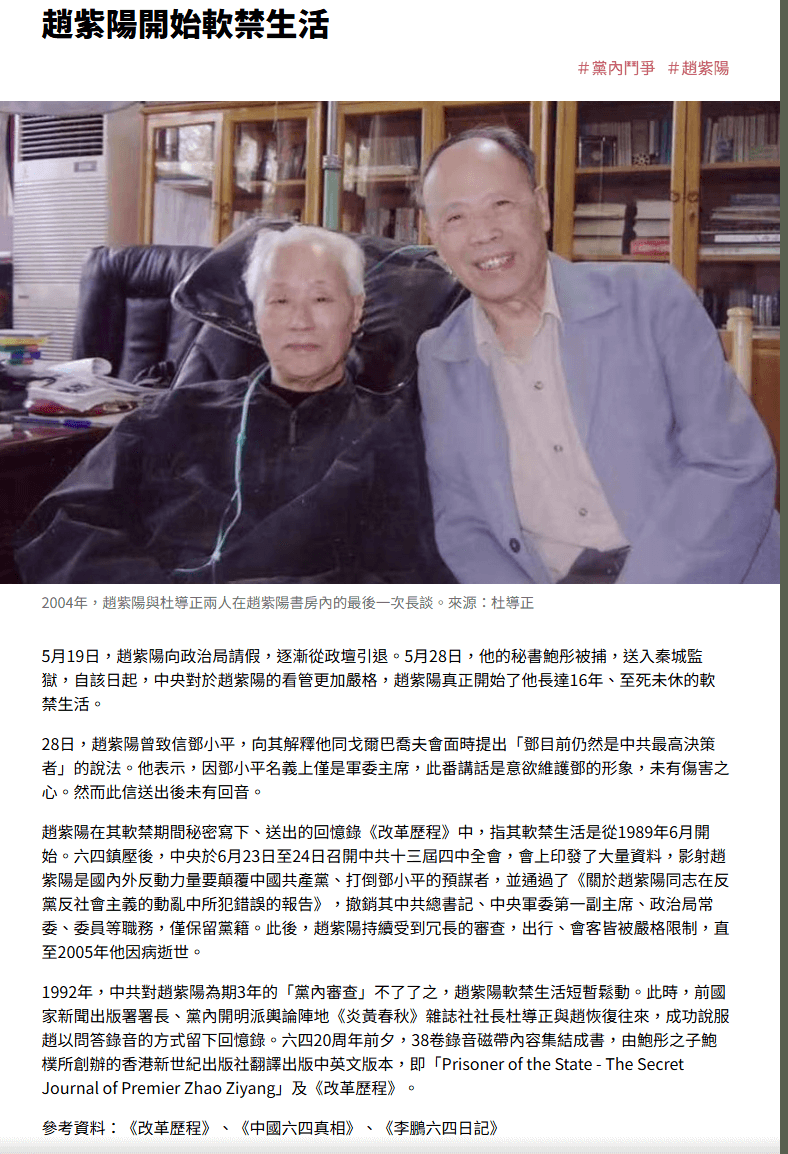 趙紫陽開始軟禁生活
＃黨內鬥爭 ＃趙紫陽
2004年，趙紫陽與杜導正兩人在趙紫陽書房內的最後一次長談。來源：杜導正
5月19日，趙紫陽向政治局請假，逐漸從政壇引退。5月28日，他的秘書鮑彤被捕，送入秦城監
獄，自該日起，中央對於趙紫陽的看管更加嚴格，趙紫陽真正開始了他長達16年、至死未休的軟
禁生活。
28日，趙紫陽曾致信鄧小平，向其解釋他同戈爾巴喬夫會面時提出「鄧目前仍然是中共最高決策
者」的說法。他表示，因鄧小平名義上僅是軍委主席，此番講話是意欲維護鄧的形象，未有傷害之
心。然而此信送出後未有回音。
趙紫陽在其軟禁期間秘密寫下、送出的回憶錄《改革歷程》中，指其軟禁生活是從1989年6月開
始。六四鎮壓後，中央於6月23日至24日召開中共十三屆四中全會，會上印發了大量資料，影射趙
紫陽是國內外反動力量要顛覆中國共產黨、打倒鄧小平的預謀者，並通過了《關於趙紫陽同志在反
黨反社會主義的動亂中所犯錯誤的報告》，撤銷其中共總書記、中央軍委第一副主席、政治局常
委、委員等職務，僅保留黨籍。此後，趙紫陽持續受到冗長的審查，出行、會客皆被嚴格限制，直
至2005年他因病逝世。
1992年，中共對趙紫陽為期3年的「黨內審查」不了了之，趙紫陽軟禁生活短暫鬆動。此時，前國
家新聞出版署署長、黨內開明派輿論陣地《炎黃春秋》雜誌社社長杜導正與趙恢復往來，成功說服
趙以問答錄音的方式留下回憶錄。六四20周年前夕，38卷錄音磁帶內容集結成書，由鮑彤之子鮑
樸所創辦的香港新世紀出版社翻譯出版中英文版本，即「Prisoner of the State - The Secret
Journal of Premier Zhao Ziyang」及《改革歷程》。
參考資料：《改革歷程》、《中國六四真相》、《李鵬六四日記》